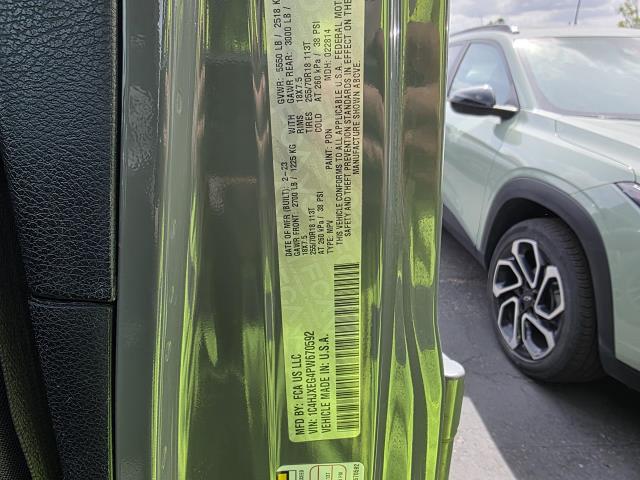 MFD BY: FCA US LLC
VIN: 1C4HJXEG4PW670592
VEHICLE MADE IN: U.S.A.
DATE OF MFR (BUILT): 2-23
GVWR: 5550 LB / 2518 K
GAWR FRONT: 2700 LB / 1225 KG
WITH
GAWR REAR: 3000 LB /
18X7.5
RIMS
18X7.5
255/70R18 113T
TIRES
255/70R18 113T
AT 260 kPa / 38 PSI
COLD
AT 260 kPa / 38 PSI
TYPE: MPV
PAINT: PDN
MDH: 022814
THIS VEHICLE CONFORMS TO ALL APPLICABLE U.S.A. FEDERAL MOTOR
SAFETY AND THEFT PREVENTION STANDARDS IN EFFECT ON THE
MANUFACTURE SHOWN ABOVE.
670592